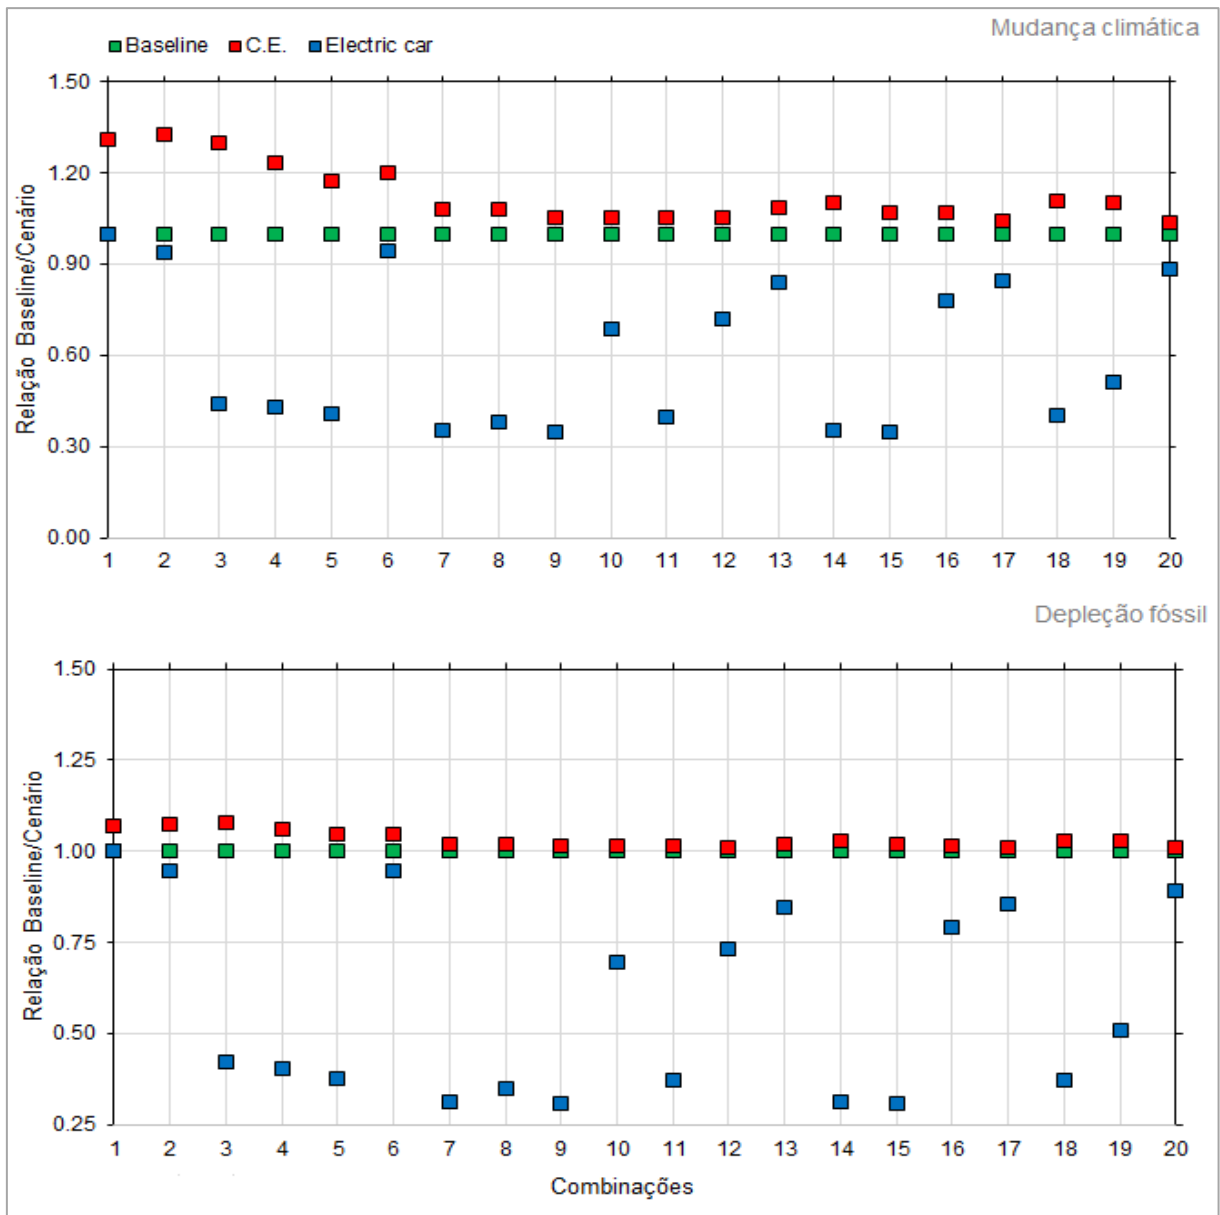 Mudança climática
Baseline C.E. Electric car
1.50
1.20
0.90
0.60
0.30
0.00
Relação Baseline/Cenário
1 2 3 4 5 6 7 8 9 10 11 12 13 14 15 16 17 18 19 20
Depleção fóssil
1.50
1.25
1.00
0.75
0.50
0.25
Relação Baseline/Cenário
1 2 3 4 5 6 7 8 9 10 11 12 13 14 15 16 17 18 19 20
Combinações